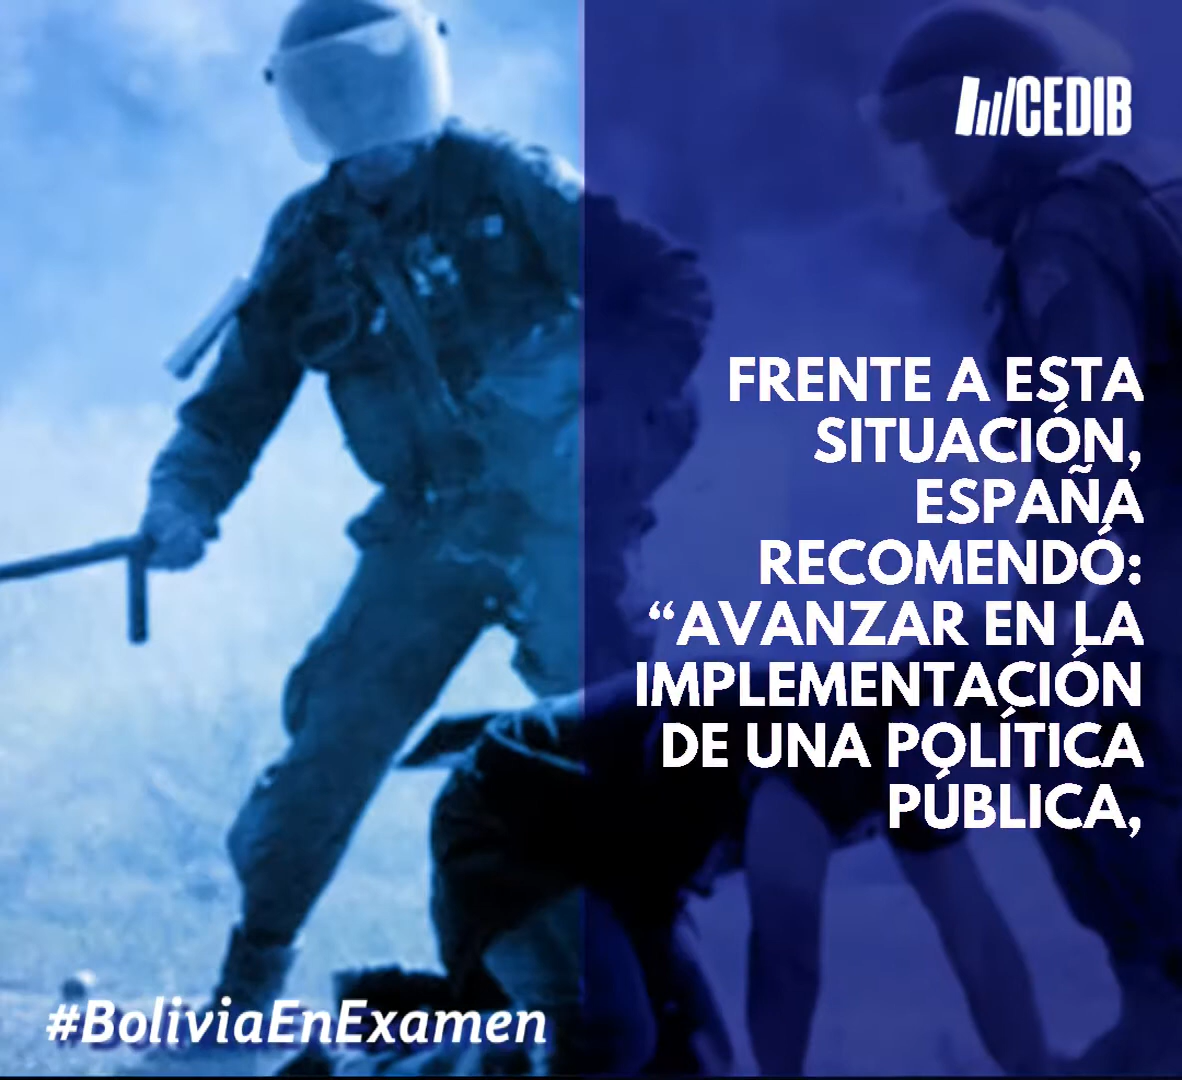 CEDIB
FRENTE A ESTA
SITUACIÓN,
ESPAÑA
RECOMENDÓ:
“AVANZAR EN LA
IMPLEMENTACIÓN
DE UNA POLÍTICA
PÚBLICA,
#BoliviaEnExamen